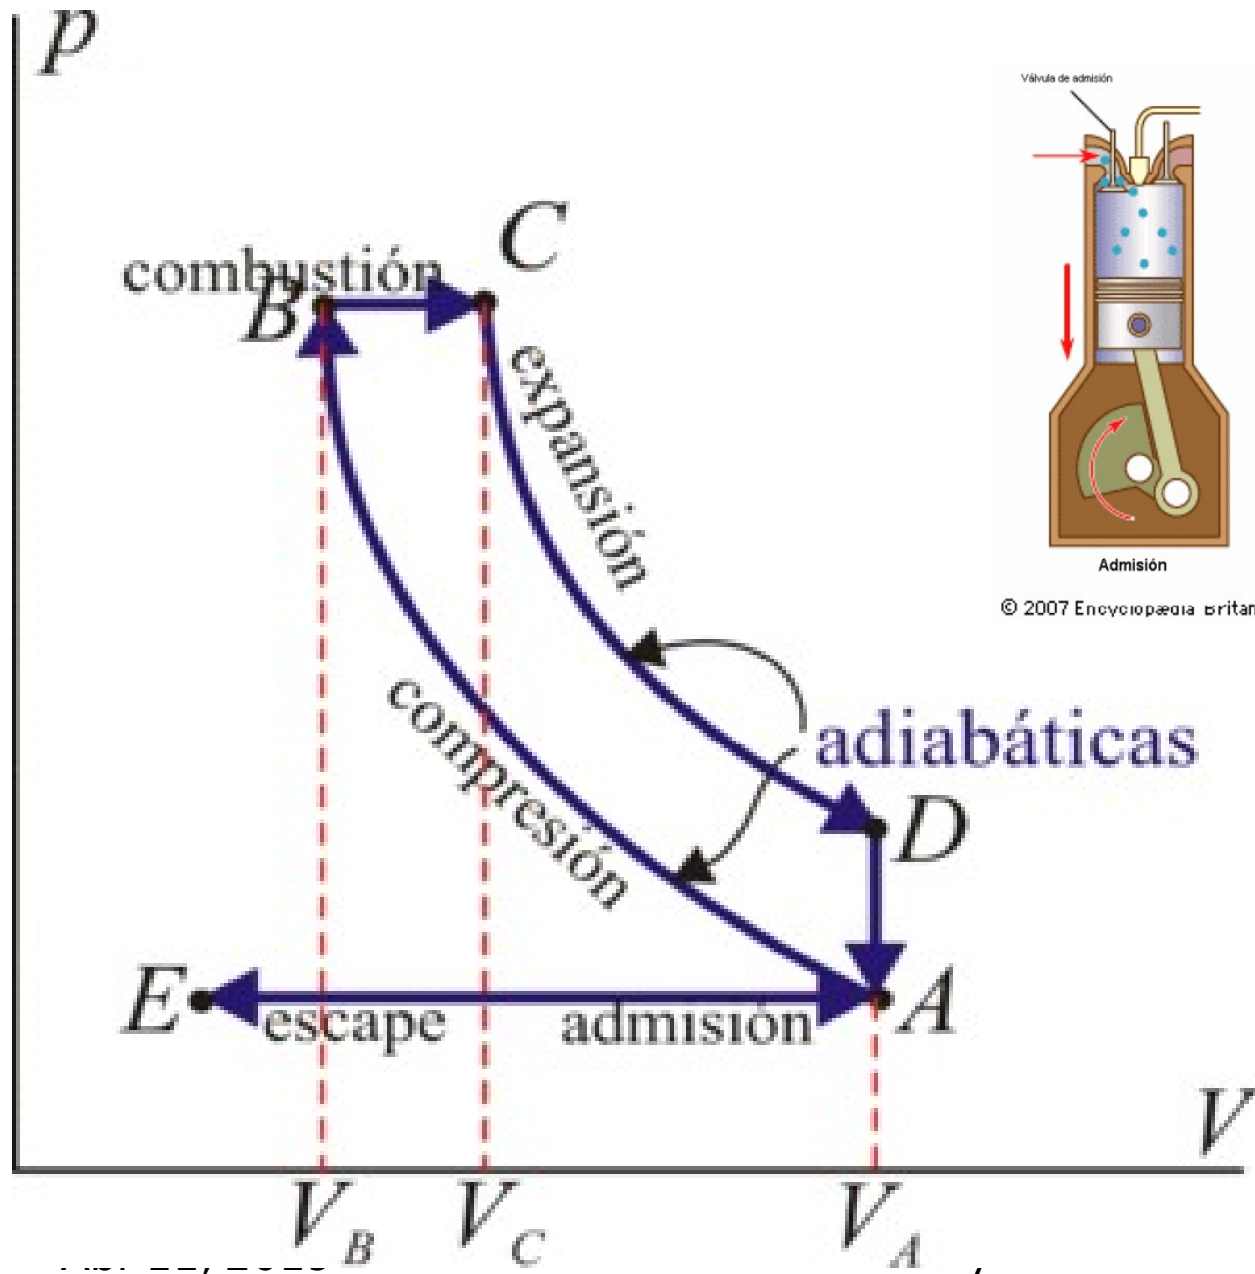 p
Válvula de admisión
C
combustión
B
expansión
Admisión
© 2007 Encyclopædia Britan
compresión
adiabáticas
D
E
escape
admisión
A
V
V_B
V_C
V_A